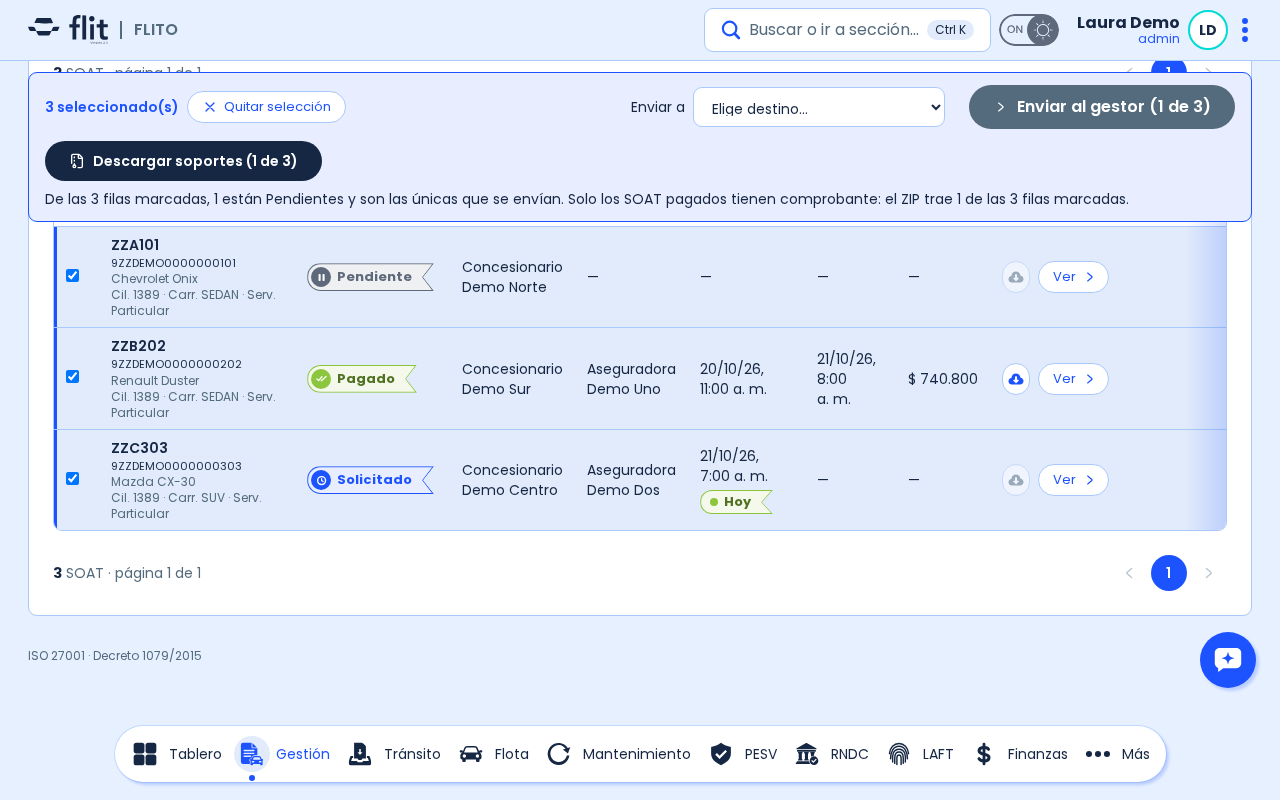 flit
FLITO
Buscar o ir a sección...
Ctrl K
ON
Laura Demo
admin
LD
3 SOAT · página 1 de 1
1
3 seleccionado(s)
Quitar selección
Enviar a
Elige destino...
Enviar al gestor (1 de 3)
Descargar soportes (1 de 3)
De las 3 filas marcadas, 1 están Pendientes y son las únicas que se envían. Solo los SOAT pagados tienen comprobante: el ZIP trae 1 de las 3 filas marcadas.
ZZA101
9ZZDEMO0000000101
Chevrolet Onix
Cil. 1389 · Carr. SEDAN · Serv.
Particular
Pendiente
Concesionario
Demo Norte
—
—
—
—
Ver
ZZB202
9ZZDEMO0000000202
Renault Duster
Cil. 1389 · Carr. SEDAN · Serv.
Particular
Pagado
Concesionario
Demo Sur
Aseguradora
Demo Uno
20/10/26,
11:00 a. m.
21/10/26,
8:00
a. m.
$ 740.800
Ver
ZZC303
9ZZDEMO0000000303
Mazda CX-30
Cil. 1389 · Carr. SUV · Serv.
Particular
Solicitado
Concesionario
Demo Centro
Aseguradora
Demo Dos
21/10/26,
7:00 a. m.
Hoy
—
—
Ver
3 SOAT · página 1 de 1
1
ISO 27001 · Decreto 1079/2015
Tablero
Gestión
Tránsito
Flota
Mantenimiento
PESV
RNDC
LAFT
Finanzas
Más